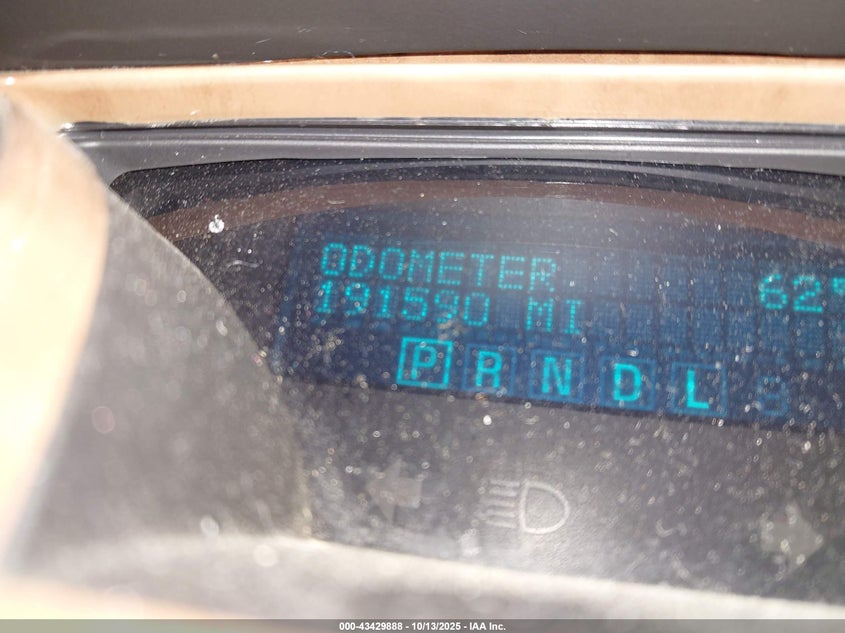 ODOMETER
62°
191590 MI
P R N D L
000-43429888 - 10/13/2025 - IAA Inc.